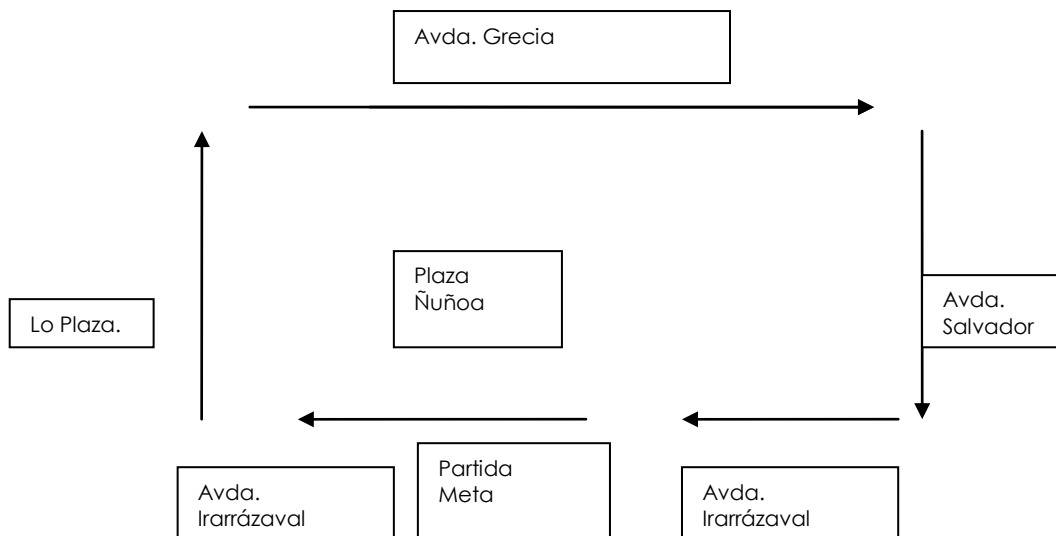 Avda. Grecia
Plaza
Ñuñoa
Lo Plaza.
Avda.
Salvador
Avda.
Irarrázaval
Partida
Meta
Avda.
Irarrázaval